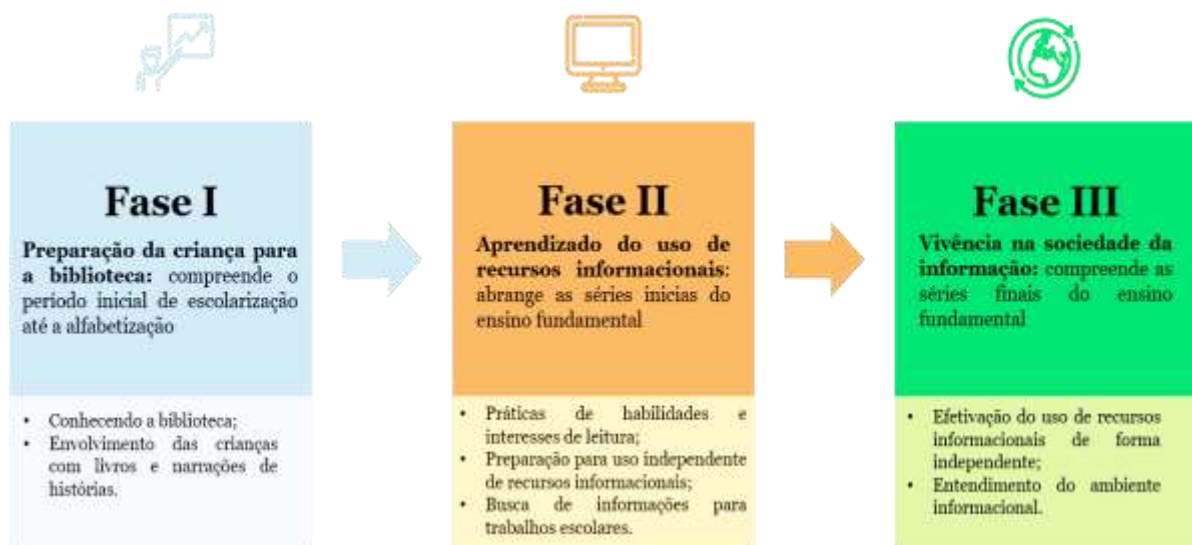 Fase I
Preparação da criança para
a biblioteca: compreende o
período inicial de escolarização
até a alfabetização
• Conhecendo a biblioteca;
• Envolvimento das crianças
com livros e narrações de
histórias.
Fase II
Aprendizado do uso de
recursos informacionais:
abrange as séries inicias do
ensino fundamental
• Práticas de habilidades e
interesses de leitura;
• Preparação para uso independente
de recursos informacionais;
• Busca de informações para
trabalhos escolares.
Fase III
Vivência na sociedade da
informação: compreende as
séries finais do ensino
fundamental
• Efetivação do uso de recursos
informacionais de forma
independente;
• Entendimento do ambiente
informacional.